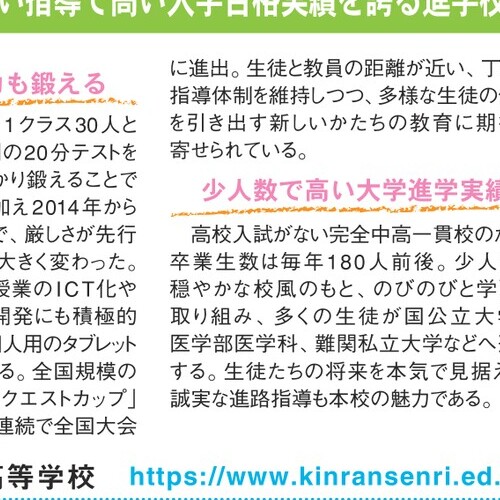 い指導で高い大学合格実績を誇る進学校
も鍛える
1クラス30人と
の20分テストを
かり鍛えることで
加え2014年から
で、厳しさが先行
大きく変わった。
授業のICT化や
開発にも積極的
人用のタブレット
る。全国規模の
クエストカップ」
連続で全国大会
に進出。生徒と教員の距離が近い、丁
指導体制を維持しつつ、多様な生徒の
を引き出す新しいかたちの教育に期
寄せられている。
少人数で高い大学進学実績
高校入試がない完全中高一貫校の
卒業生数は毎年180人前後。少人
穏やかな校風のもと、のびのびと学
取り組み、多くの生徒が国公立大
医学部医学科、難関私立大学などへ
する。生徒たちの将来を本気で見据え
誠実な進路指導も本校の魅力である。
高等学校 https://www.kinransenri.ed